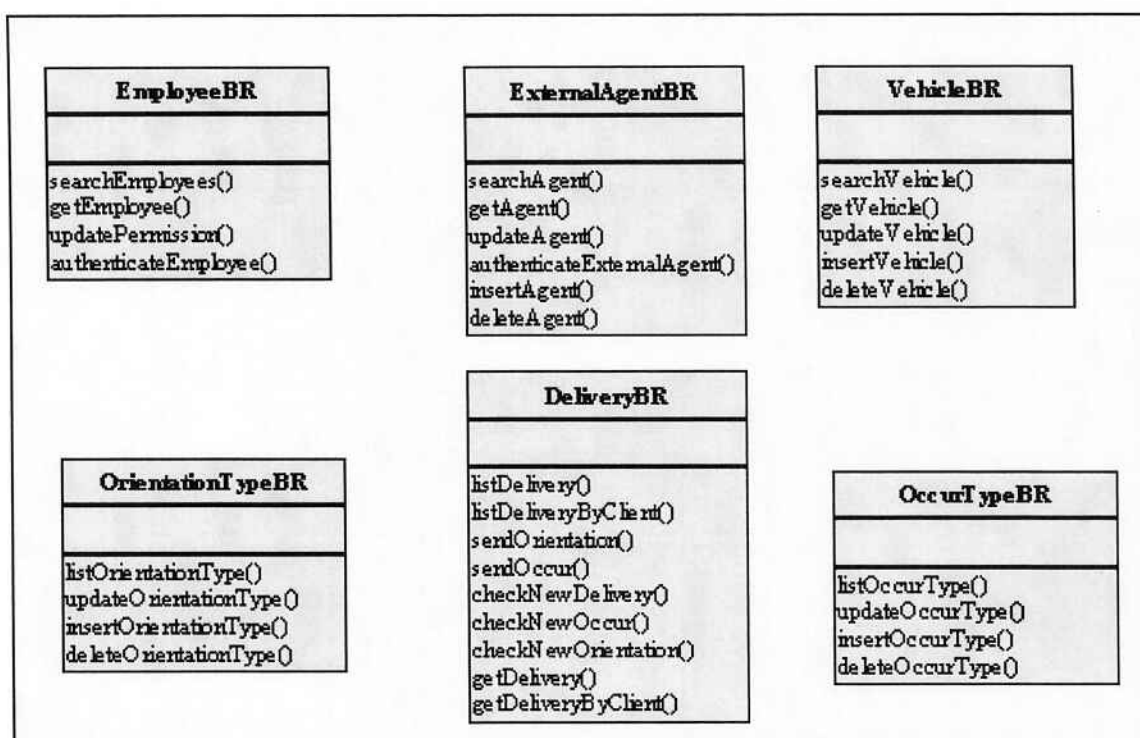 EmployeeBR
searchEmployees()
getEmployee()
updatePermission()
authenticateEmployee()
ExternalAgentBR
searchAgent()
getAgent()
updateAgent()
authenticateExternalAgent()
insertAgent()
deleteAgent()
VehicleBR
searchVehicle()
getVehicle()
updateVehicle()
insertVehicle()
deleteVehicle()
OrientationTypeBR
listOrientationType()
updateOrientationType()
insertOrientationType()
deleteOrientationType()
DeliveryBR
listDelivery()
listDeliveryByClient()
sendOrientation()
sendOccur()
checkNewDelivery()
checkNewOccur()
checkNewOrientation()
getDelivery()
getDeliveryByClient()
OccurTypeBR
listOccurType()
updateOccurType()
insertOccurType()
deleteOccurType()